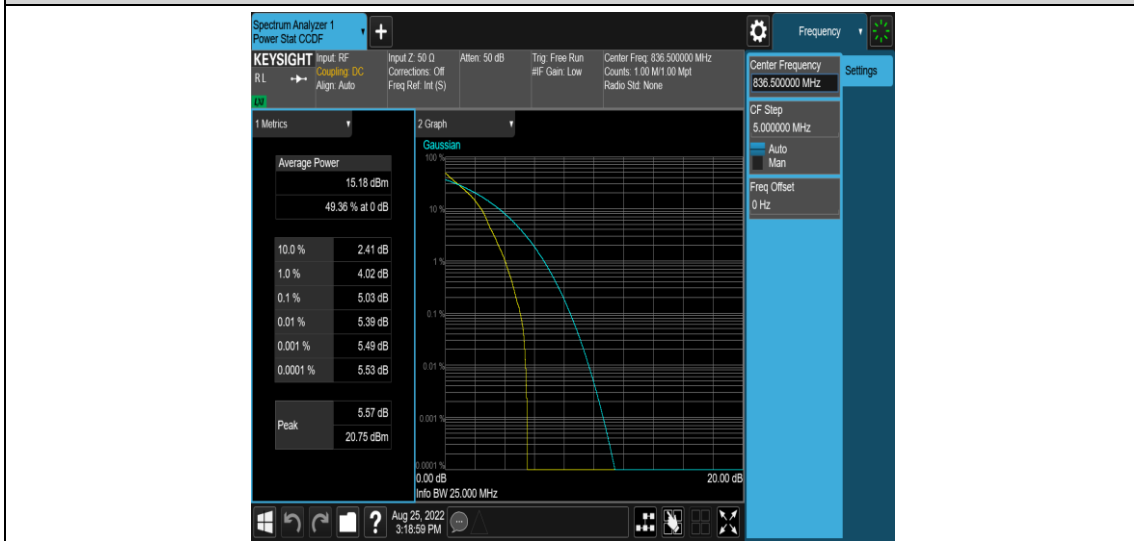 Spectrum Analyzer 1
Power Stat CCDF
Frequency
KEYSIGHT
RL
LXI
Input: RF
Coupling: DC
Align: Auto
Input Z: 50 Ω
Corrections: Off
Freq Ref: Int (S)
Atten: 50 dB
Trig: Free Run
#IF Gain: Low
Center Freq: 836.500000 MHz
Counts: 1.00 M/1.00 Mpt
Radio Std: None
Center Frequency
836.500000 MHz
Settings
CF Step
5.000000 MHz
Auto
Man
Freq Offset
0 Hz
1 Metrics
Average Power
15.18 dBm
49.36 % at 0 dB
10.0 % 2.41 dB
1.0 % 4.02 dB
0.1 % 5.03 dB
0.01 % 5.39 dB
0.001 % 5.49 dB
0.0001 % 5.53 dB
Peak
5.57 dB
20.75 dBm
2 Graph
Gaussian
100 %
10 %
1 %
0.1 %
0.01 %
0.001 %
0.0001 %
0.00 dB 20.00 dB
Info BW 25.000 MHz
Aug 25, 2022
3:18:59 PM